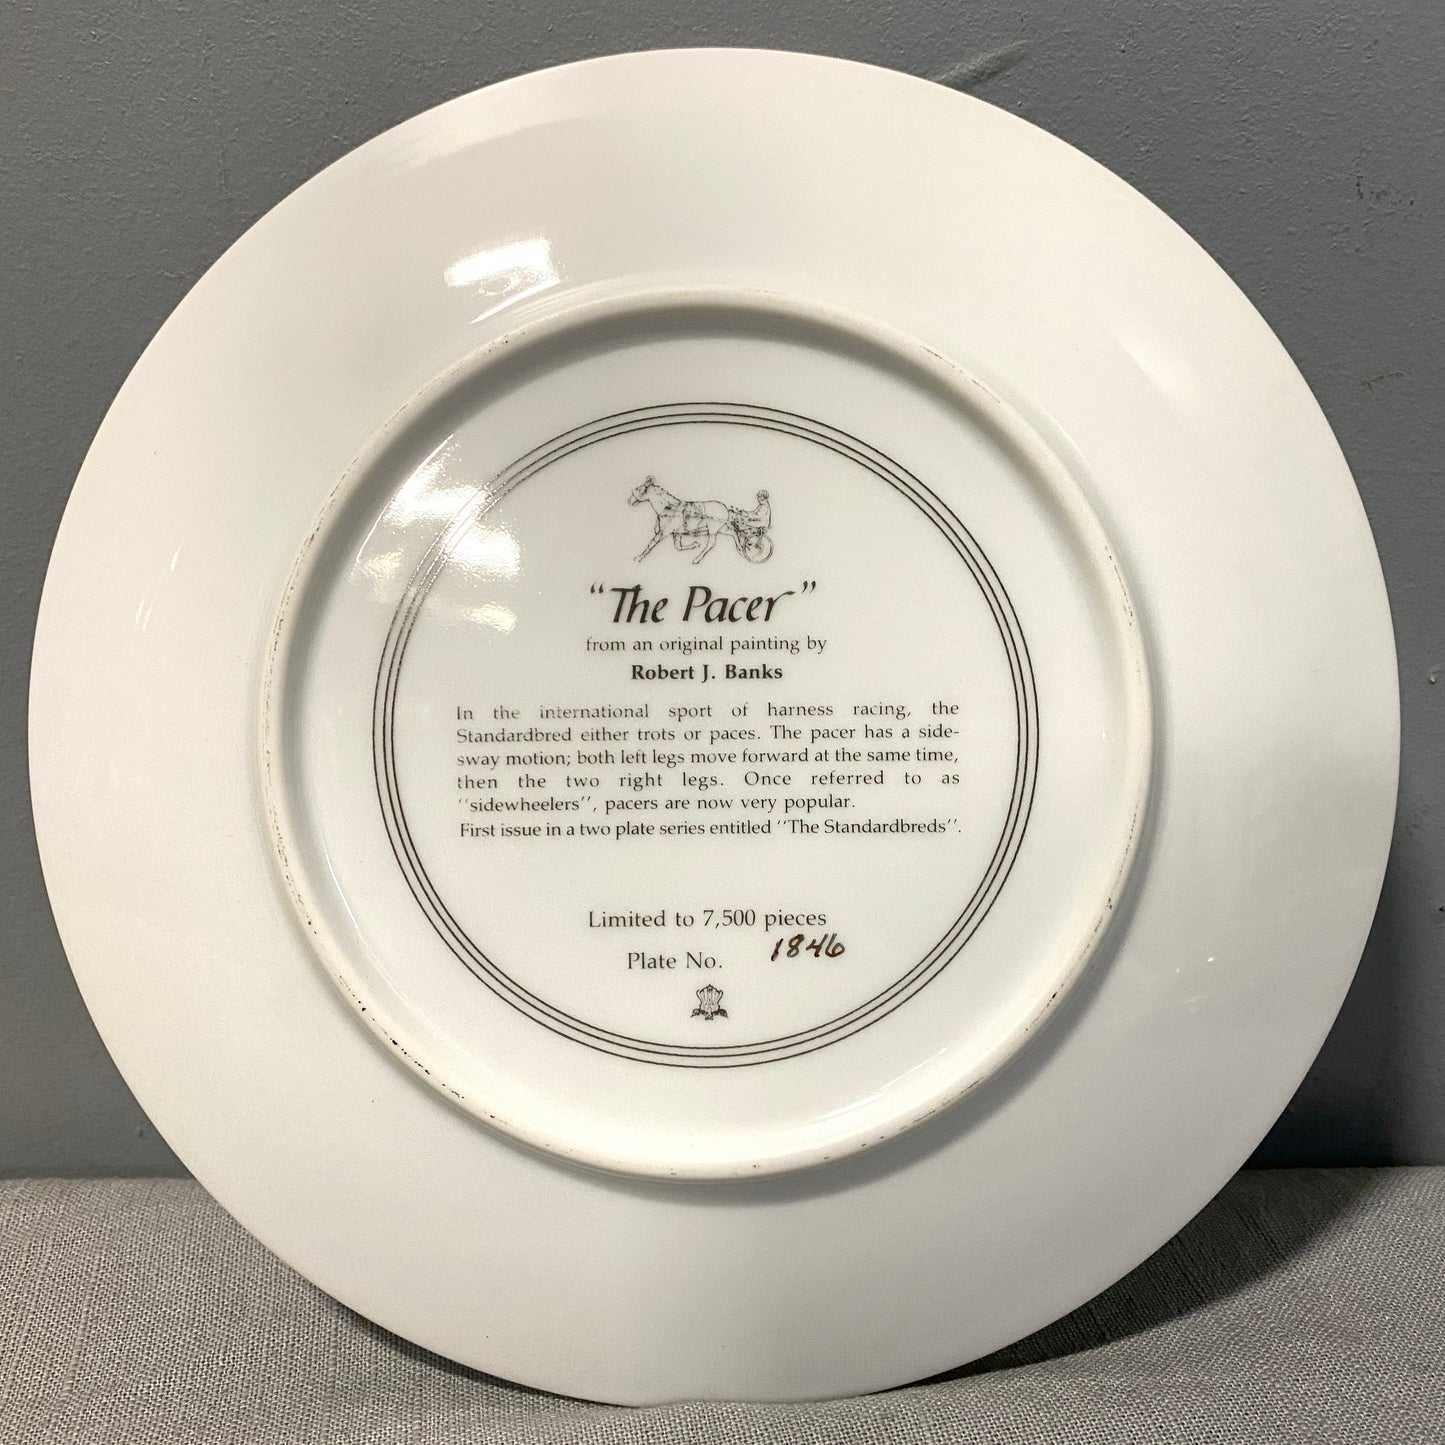 “The Pacer”
from an original painting by
Robert J. Banks
In the international sport of harness racing, the
Standardbred either trots or paces. The pacer has a side-
sway motion; both left legs move forward at the same time,
then the two right legs. Once referred to as
''sidewheelers'', pacers are now very popular.
First issue in a two plate series entitled ''The Standardbreds''.
Limited to 7,500 pieces
Plate No. 1846